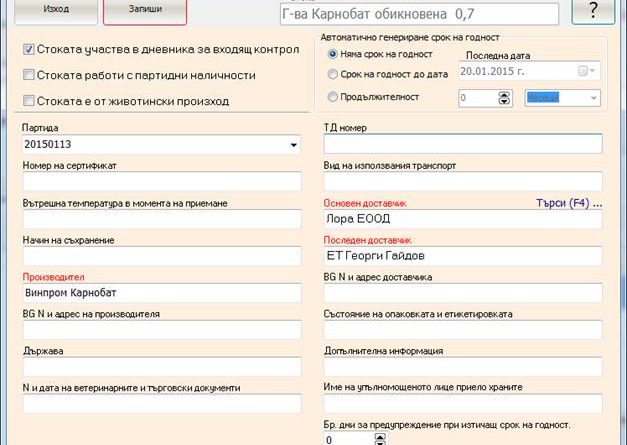 Изход
Запиши
Стока
Г-ва Карнобат обикновена 0,7
?
Стоката участва в дневника за входящ контрол
Стоката работи с партидни наличности
Стоката е от животински произход
Автоматично генериране срок на годност
Няма срок на годност
Последна дата
Срок на годност до дата
20.01.2015 г.
Продължителност
0
Месеци
Партида
20150113
ТД номер
Номер на сертификат
Вид на използвания транспорт
Вътрешна температура в момента на приемане
Основен доставчик
Търси (F4) ...
Лора ЕООД
Начин на съхранение
Последен доставчик
ЕТ Георги Гайдов
Производител
Винпром Карнобат
BG N и адрес доставчика
BG N и адрес на производителя
Състояние на опаковката и етикетировката
Държава
Допълнителна информация
N и дата на ветеринарните и търговски документи
Име на упълномощеното лице приело храните
Бр. дни за предупреждение при изтичащ срок на годност.
0